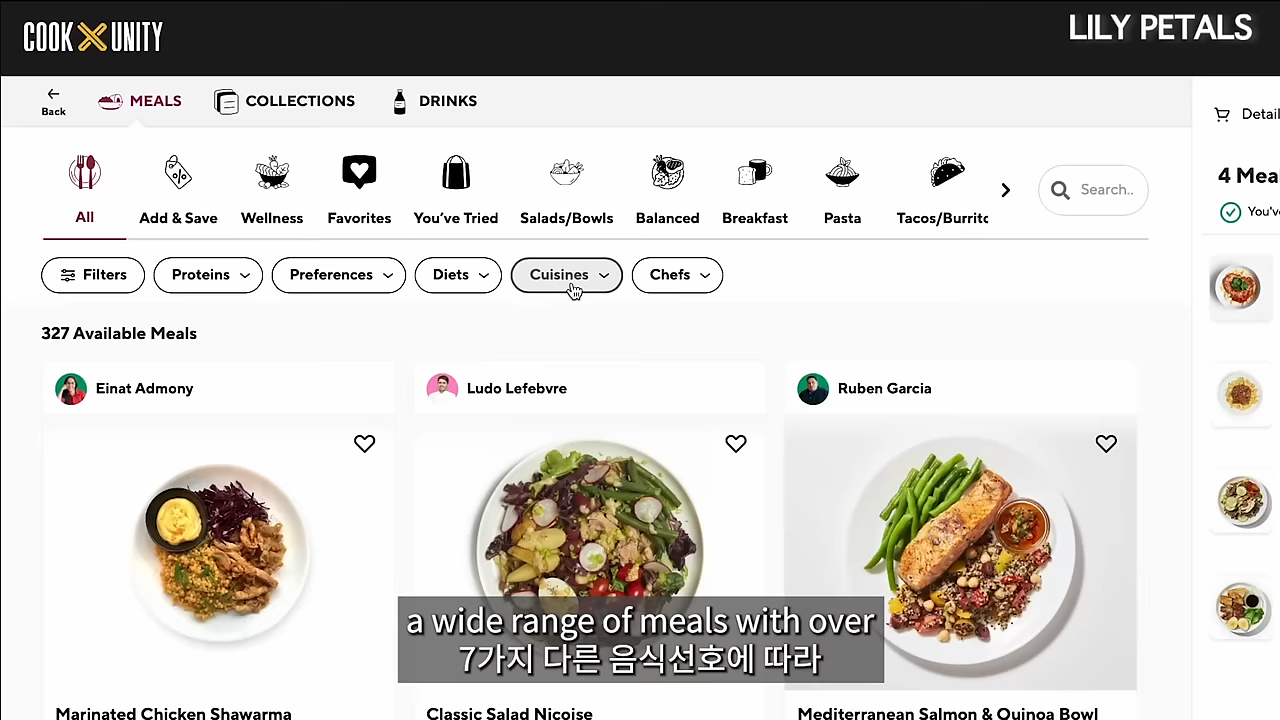 COOK UNITY
LILY PETALS
Back
MEALS
COLLECTIONS
DRINKS
Detail
All
Add & Save
Wellness
Favorites
You've Tried
Salads/Bowls
Balanced
Breakfast
Pasta
Tacos/Burrito
Search..
4 Mea
You've
Filters
Proteins
Preferences
Diets
Cuisines
Chefs
327 Available Meals
Einat Admony
Ludo Lefebvre
Ruben Garcia
a wide range of meals with over
7가지 다른 음식선호에 따라
Marinated Chicken Shawarma
Classic Salad Nicoise
Mediterranean Salmon & Quinoa Bowl